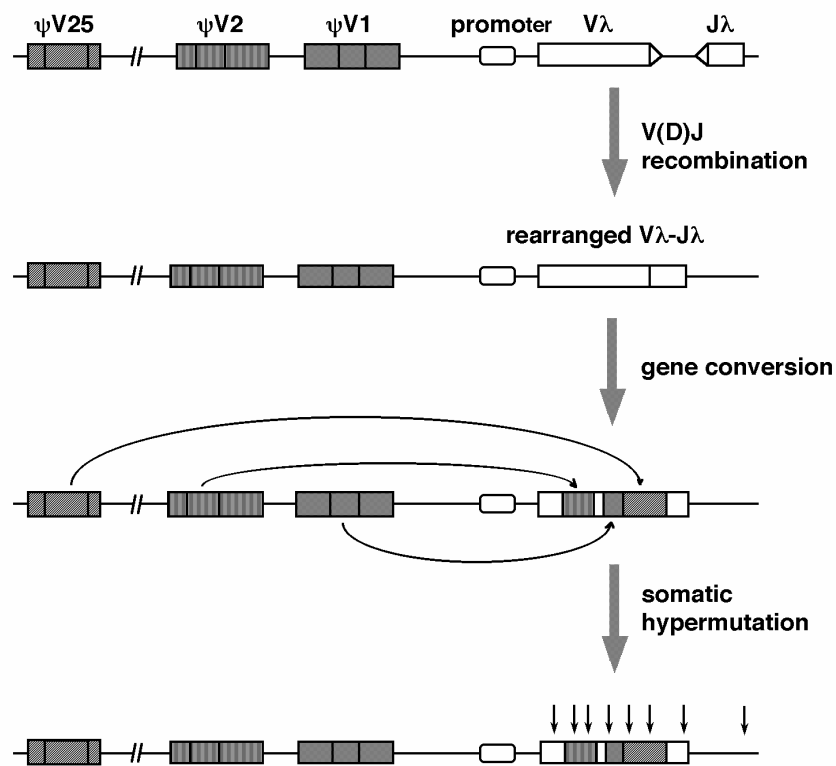 ψV25
ψV2
ψV1
promoter
Vλ
Jλ
V(D)J
recombination
rearranged Vλ-Jλ
gene conversion
somatic
hypermutation